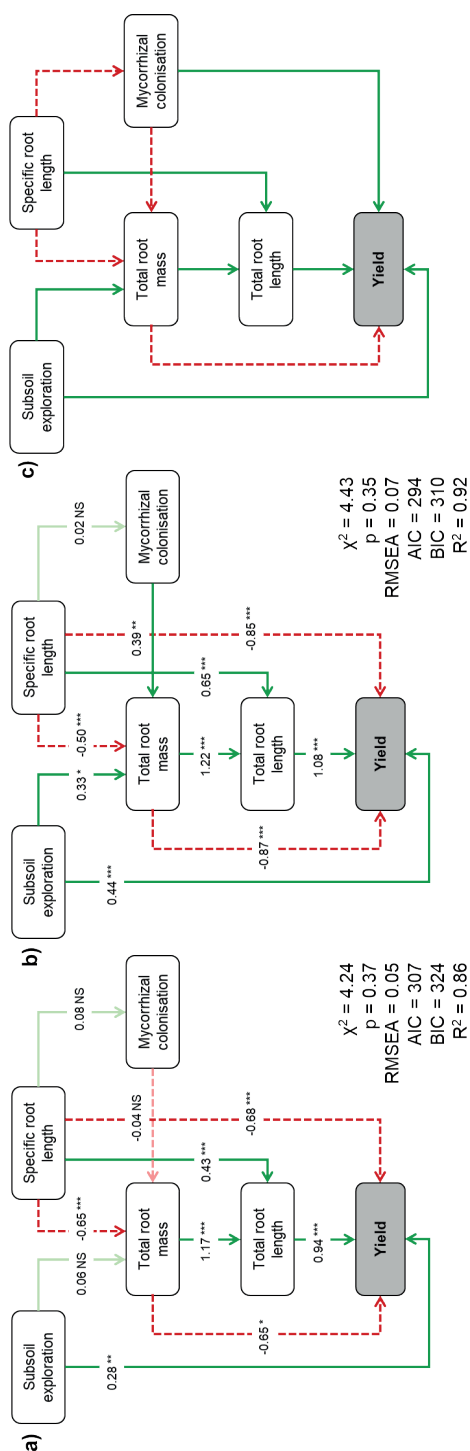 a)
Subsoil
exploration
Specific root
length
0.28 **
0.06 NS
-0.65 ***
0.08 NS
Total root
mass
Mycorrhizal
colonisation
-0.04 NS
-0.65 *
1.17 ***
0.43 ***
-0.68 ***
Total root
length
0.94 ***
Yield
χ² = 4.24
p = 0.37
RMSEA = 0.05
AIC = 307
BIC = 324
R² = 0.86
b)
Subsoil
exploration
Specific root
length
0.44 ***
0.33 *
-0.50 ***
0.02 NS
Total root
mass
Mycorrhizal
colonisation
0.39 **
-0.87 ***
1.22 ***
0.65 ***
-0.85 ***
Total root
length
1.08 ***
Yield
χ² = 4.43
p = 0.35
RMSEA = 0.07
AIC = 294
BIC = 310
R² = 0.92
c)
Subsoil
exploration
Specific root
length
Total root
mass
Mycorrhizal
colonisation
Total root
length
Yield